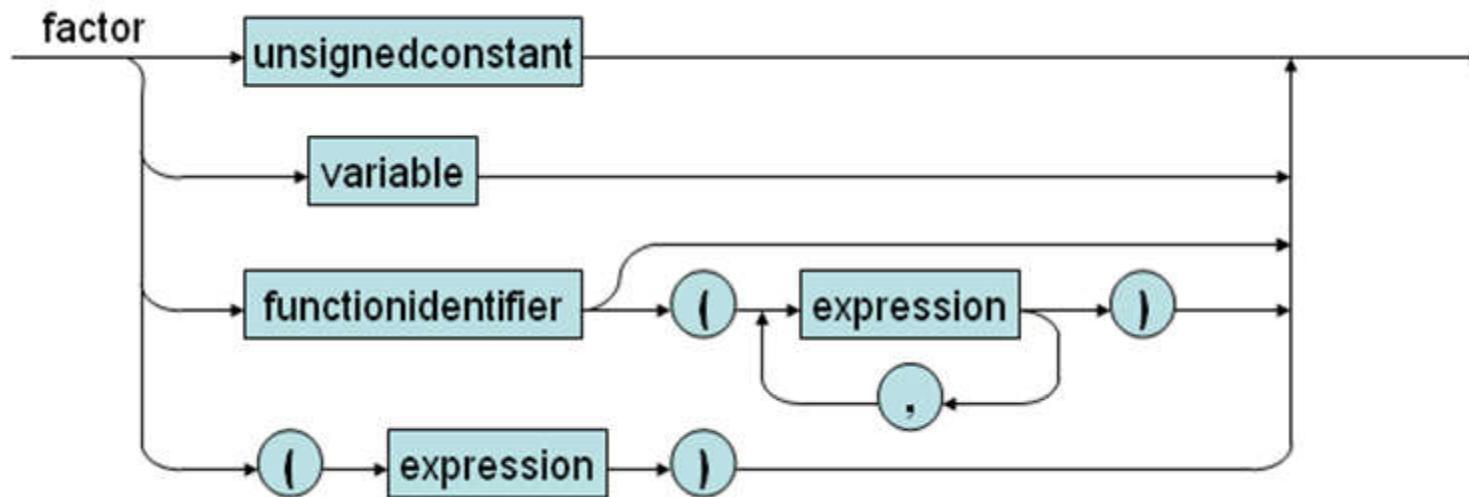 factor
unsignedconstant
variable
functionidentifier ( expression )
,
( expression )